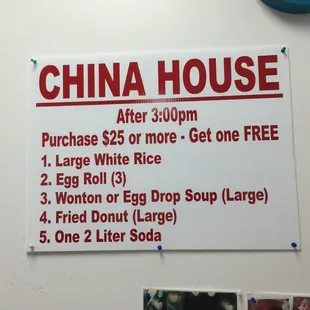 CHINA HOUSE
After 3:00pm
Purchase $25 or more - Get one FREE
1. Large White Rice
2. Egg Roll (3)
3. Wonton or Egg Drop Soup (Large)
4. Fried Donut (Large)
5. One 2 Liter Soda